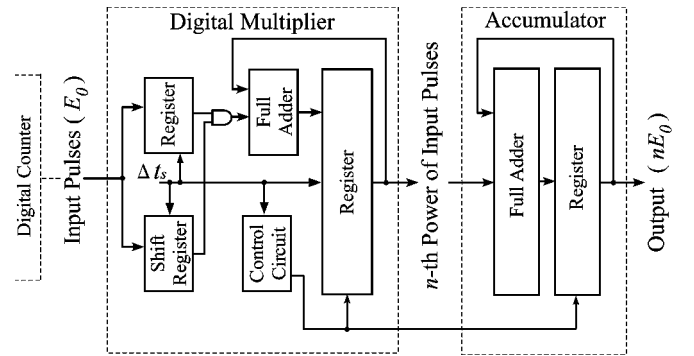 Digital Multiplier
Accumulator
Digital Counter
Input Pulses ( E₀ )
Register
Full
Adder
Δ tₛ
Shift
Register
Control
Circuit
Register
n-th Power of Input Pulses
Full Adder
Register
Output ( nE₀ )